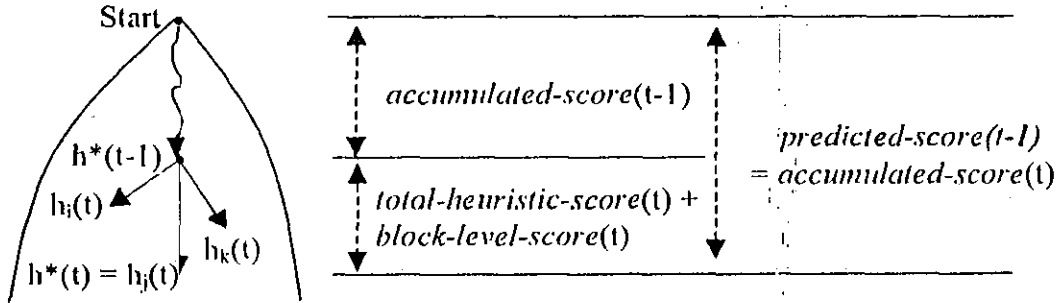 Start
accumulated-score(t-1)
h*(t-1)
predicted-score(t-1)
= accumulated-score(t)
hᵢ(t)
total-heuristic-score(t) +
block-level-score(t)
hₖ(t)
h*(t) = hⱼ(t)